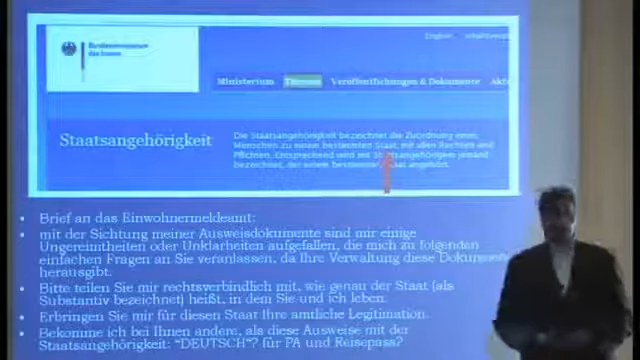 Bundesministerium
des Innern
English
Ministerium Themen Veröffentlichungen & Dokumente
Staatsangehörigkeit
Die Staatsangehörigkeit bezeichnet die Zuordnung eines
Menschen zu einem bestimmten Staat, mit allen Rechten und
Pflichten. Entsprechend wird mit Staatsangehörigem jemand
bezeichnet, der einem bestimmten Staat angehört.
• Brief an das Einwohnermeldeamt:
• mit der Sichtung meiner Ausweisdokumente sind mir einige
Ungereimtheiten oder Unklarheiten aufgefallen, die mich zu folgenden
einfachen Fragen an Sie veranlassen, da Ihre Verwaltung diese Dokumente
herausgibt.
• Bitte teilen Sie mir rechtsverbindlich mit, wie genau der Staat (als
Substantiv bezeichnet) heißt, in dem Sie und ich leben.
• Erbringen Sie mir für diesen Staat Ihre amtliche Legitimation.
• Bekomme ich bei Ihnen andere, als diese Ausweise mit der
Staatsangehörigkeit: "DEUTSCH"? für PA und Reisepass?